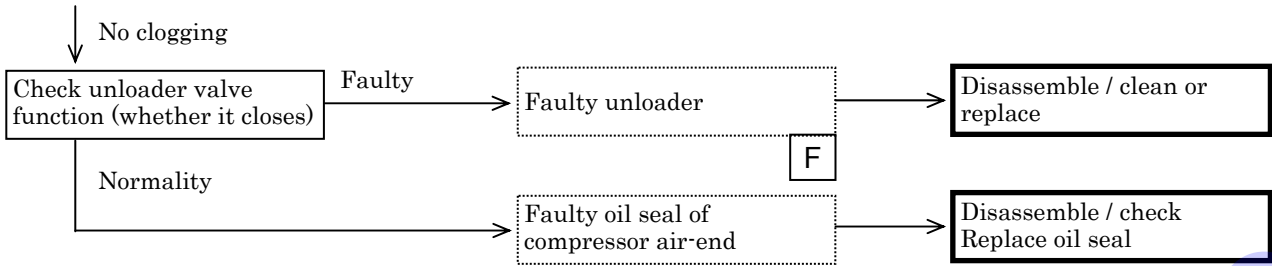 No clogging
Check unloader valve
function (whether it closes)
Faulty
Faulty unloader
Disassemble / clean or
replace
F
Normality
Faulty oil seal of
compressor air-end
Disassemble / check
Replace oil seal